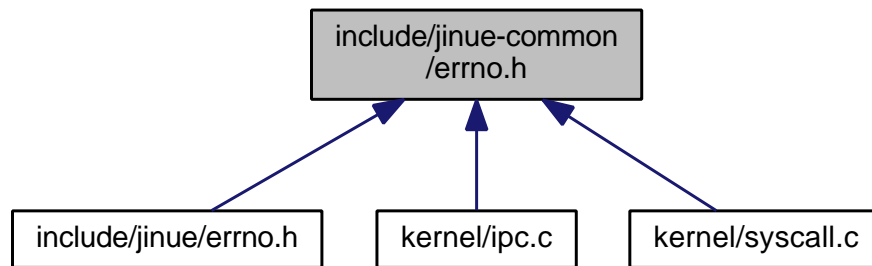 include/jinue-common
/errno.h
include/jinue/errno.h
kernel/ipc.c
kernel/syscall.c